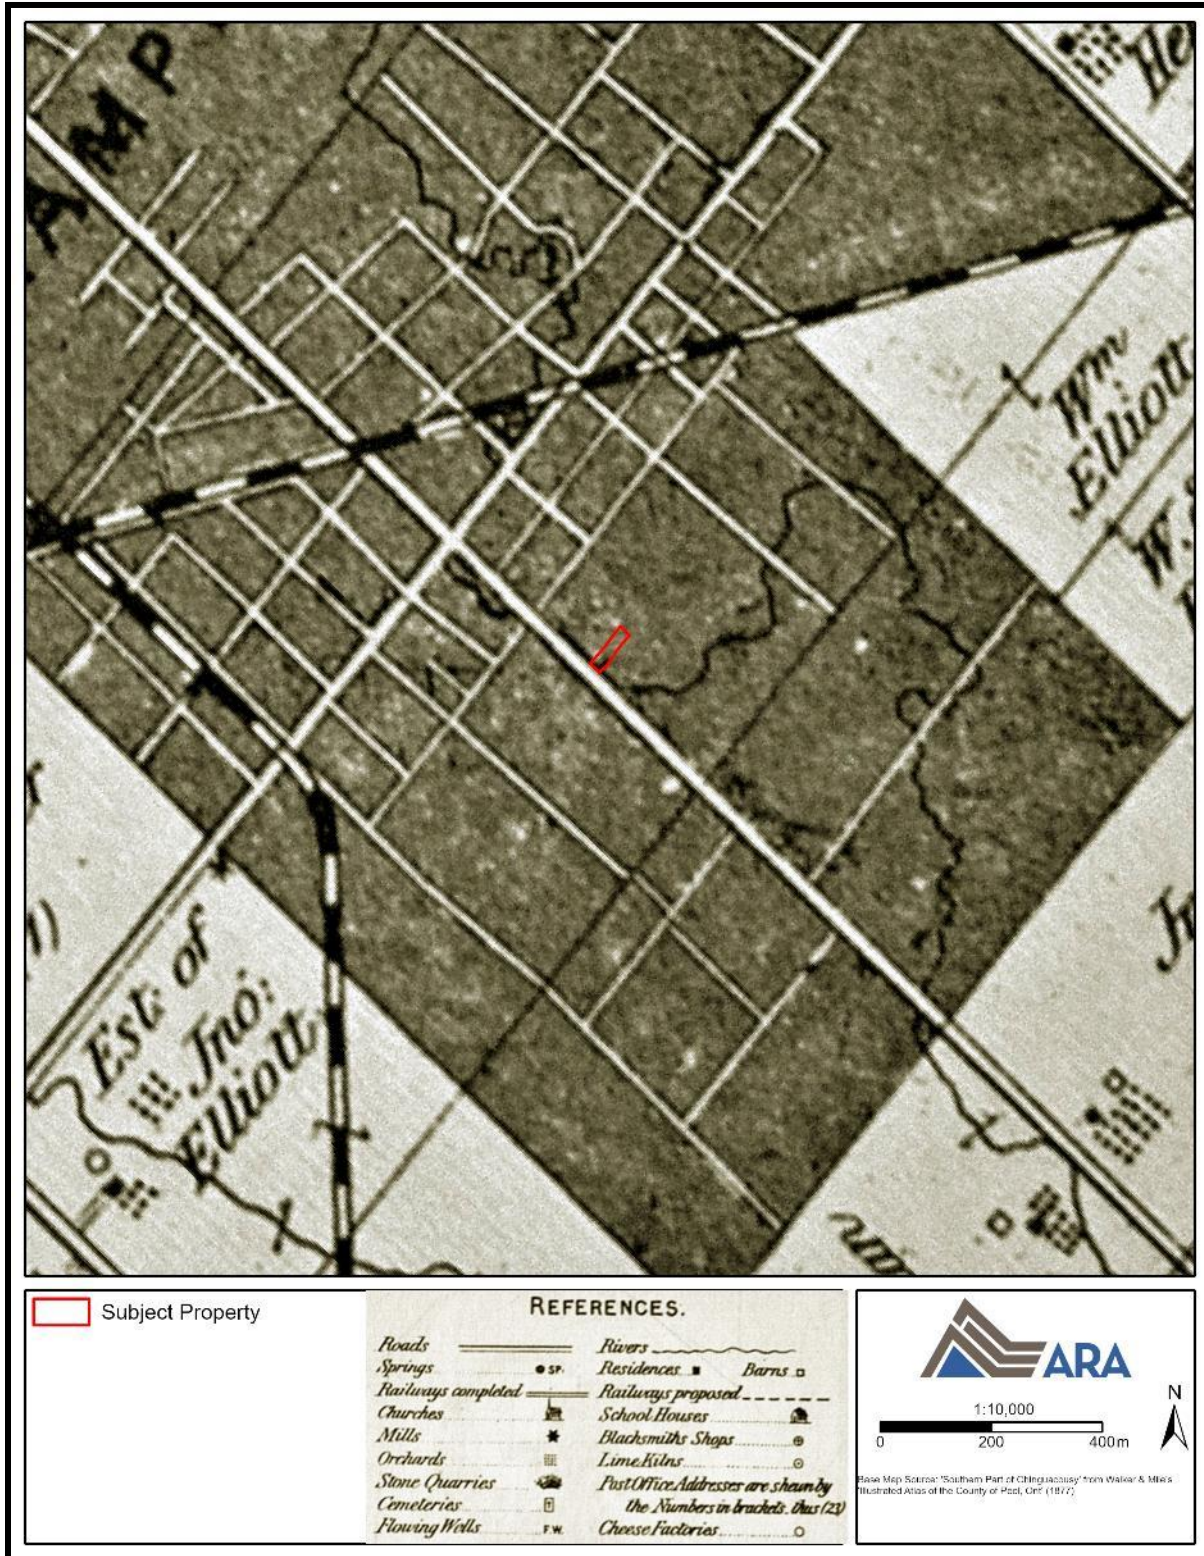 AMP
He
Wm
Elliott
W.
Est. of
Jno:
Elliott
Subject Property
REFERENCES.
Roads
Rivers
Springs SP.
Residences Barns
Railways completed
Railways proposed
Churches
School Houses
Mills
Blacksmiths Shops
Orchards
Lime Kilns
Stone Quarries
Post Office Addresses are shewn by
the Numbers in brackets, thus (23)
Cemeteries
Flowing Wells F.W.
Cheese Factories
ARA
1:10,000
0 200 400m
N
Base Map Source: 'Southern Part of Chinguacousy' from Walker & Mile's
'Illustrated Atlas of the County of Peel, Ont' (1877)